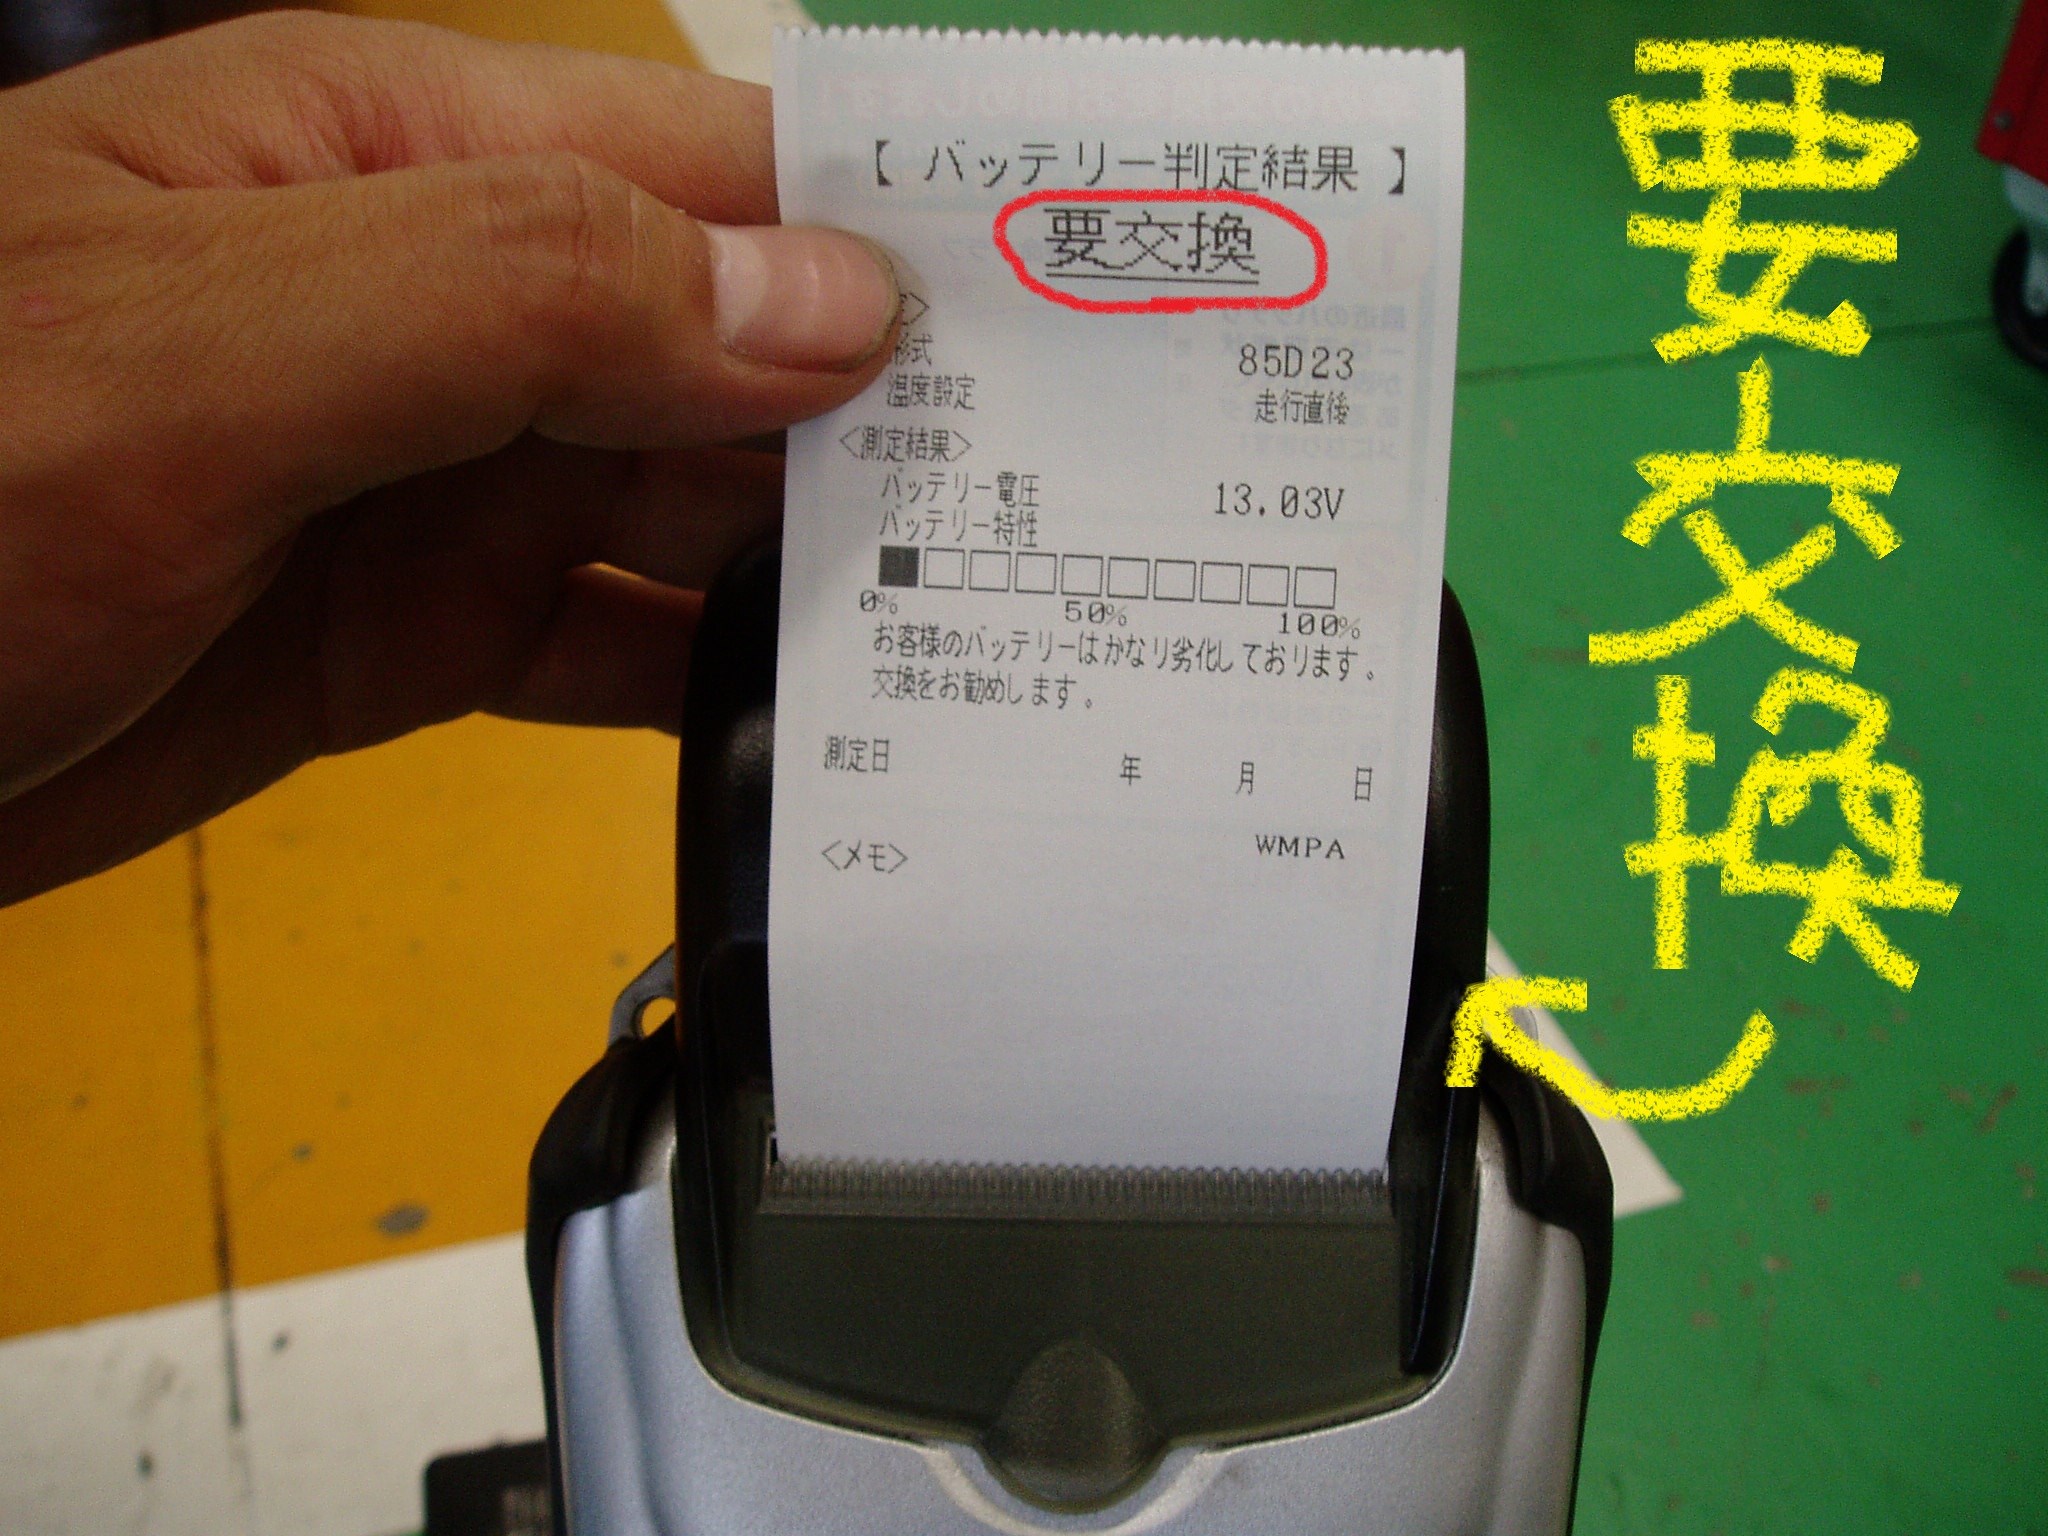 【 バッテリー判定結果 】
要交換
定>
形式 85D23
温度設定 走行直後
<測定結果>
バッテリー電圧 13.03V
バッテリー特性
0% 50% 100%
お客様のバッテリーはかなり劣化しております。
交換をお勧めします。
測定日 年 月 日
WMPA
<メモ>
要交換